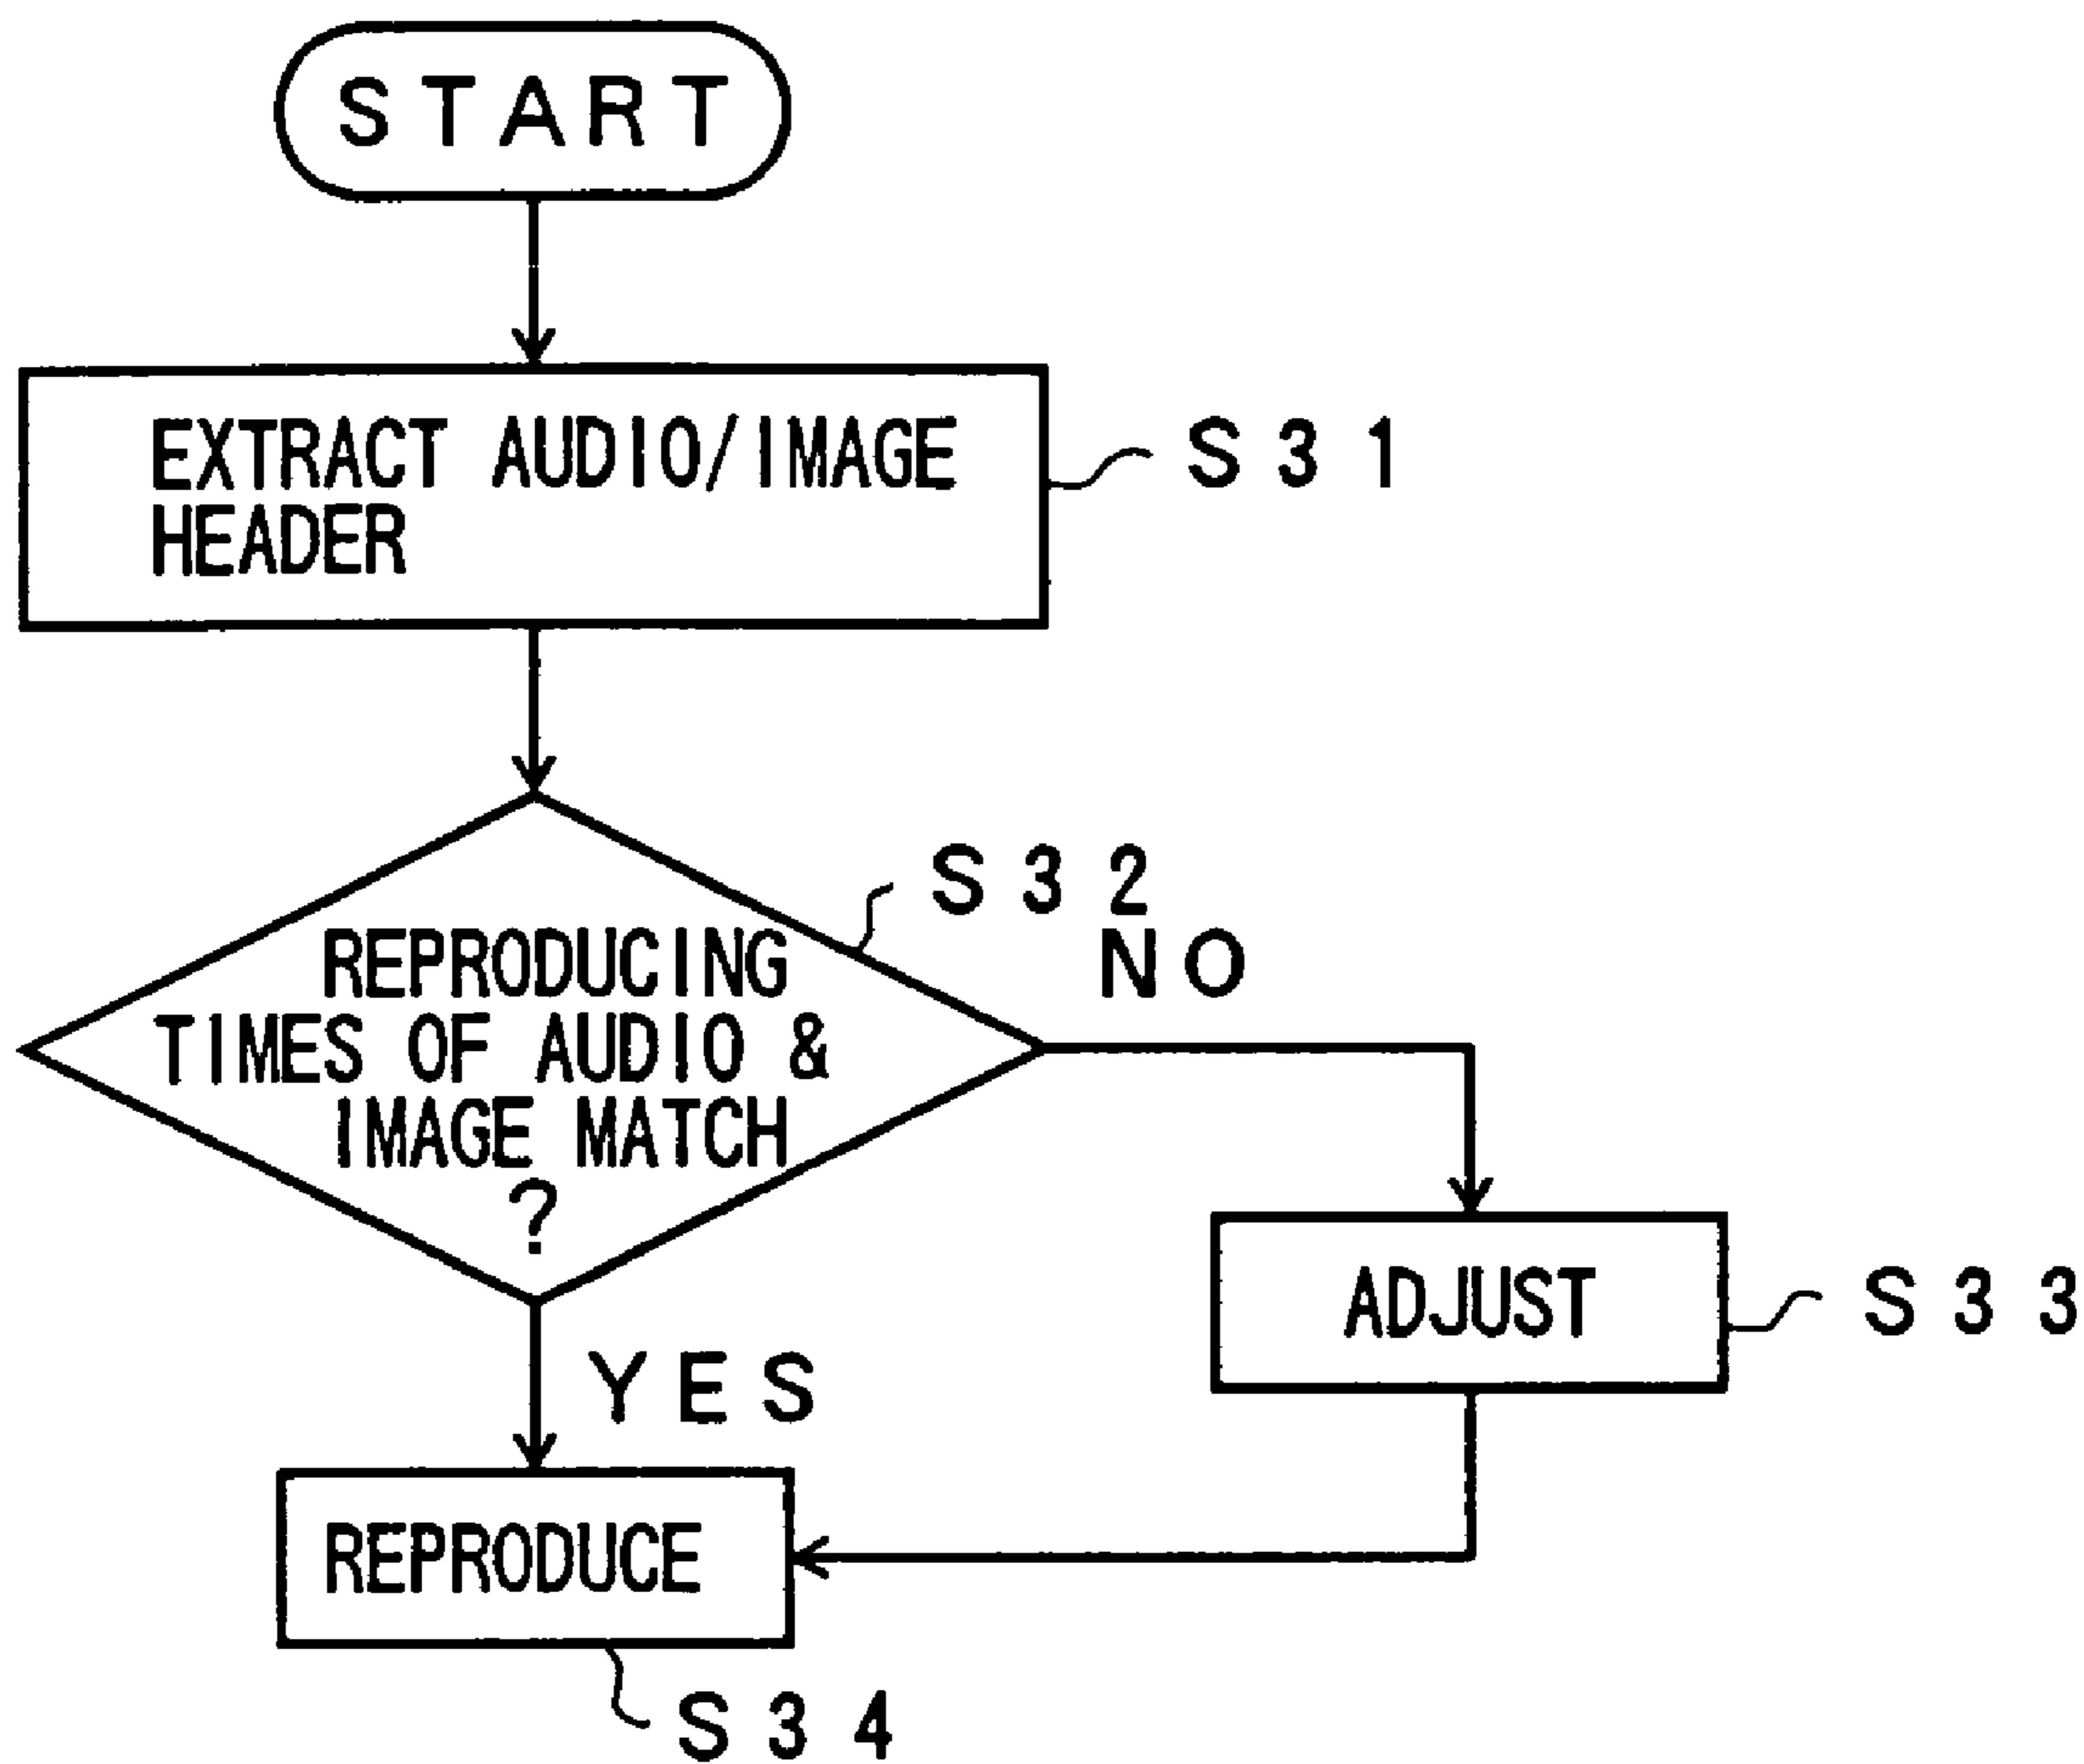 START
EXTRACT AUDIO/IMAGE
HEADER
S31
S32
REPRODUCING
TIMES OF AUDIO &
IMAGE MATCH
?
NO
ADJUST
S33
YES
REPRODUCE
S34